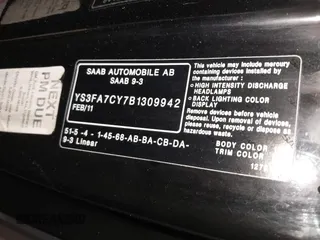 NEXT
PM DUE
SAAB AUTOMOBILE AB
SAAB 9-3
YS3FA7CY7B1309942
FEB/11
51-5 -4 - 1-45-68-AB-BA-CB-DA-
9-3 Linear
This vehicle may contain mercury
containing devices installed by the
manufacturer:
• HIGH INTENSITY DISCHARGE
HEADLAMPS
• BACK LIGHTING COLOR
DISPLAY
Remove devices before vehicle
disposal. Upon removal of devices,
please reuse, recycle or dispose as
hazardous waste.
BODY COLOR
TRIM COLOR